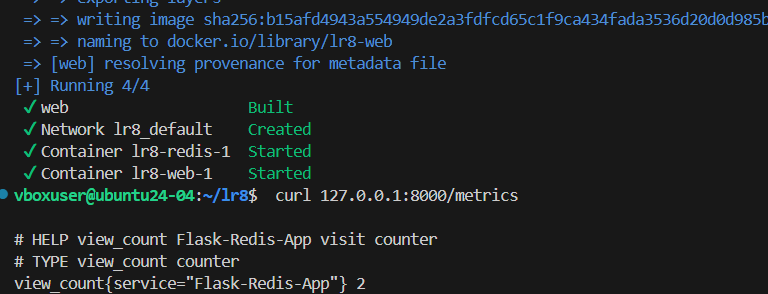 => => exporting layers
=> => writing image sha256:b15afd4943a554949de2a3fdfcd65c1f9ca434fada3536d20d0d985b
=> => naming to docker.io/library/lr8-web
=> [web] resolving provenance for metadata file
[+] Running 4/4
✓ web Built
✓ Network lr8_default Created
✓ Container lr8-redis-1 Started
✓ Container lr8-web-1 Started
vboxuser@ubuntu24-04:~/lr8$ curl 127.0.0.1:8000/metrics
# HELP view_count Flask-Redis-App visit counter
# TYPE view_count counter
view_count{service="Flask-Redis-App"} 2